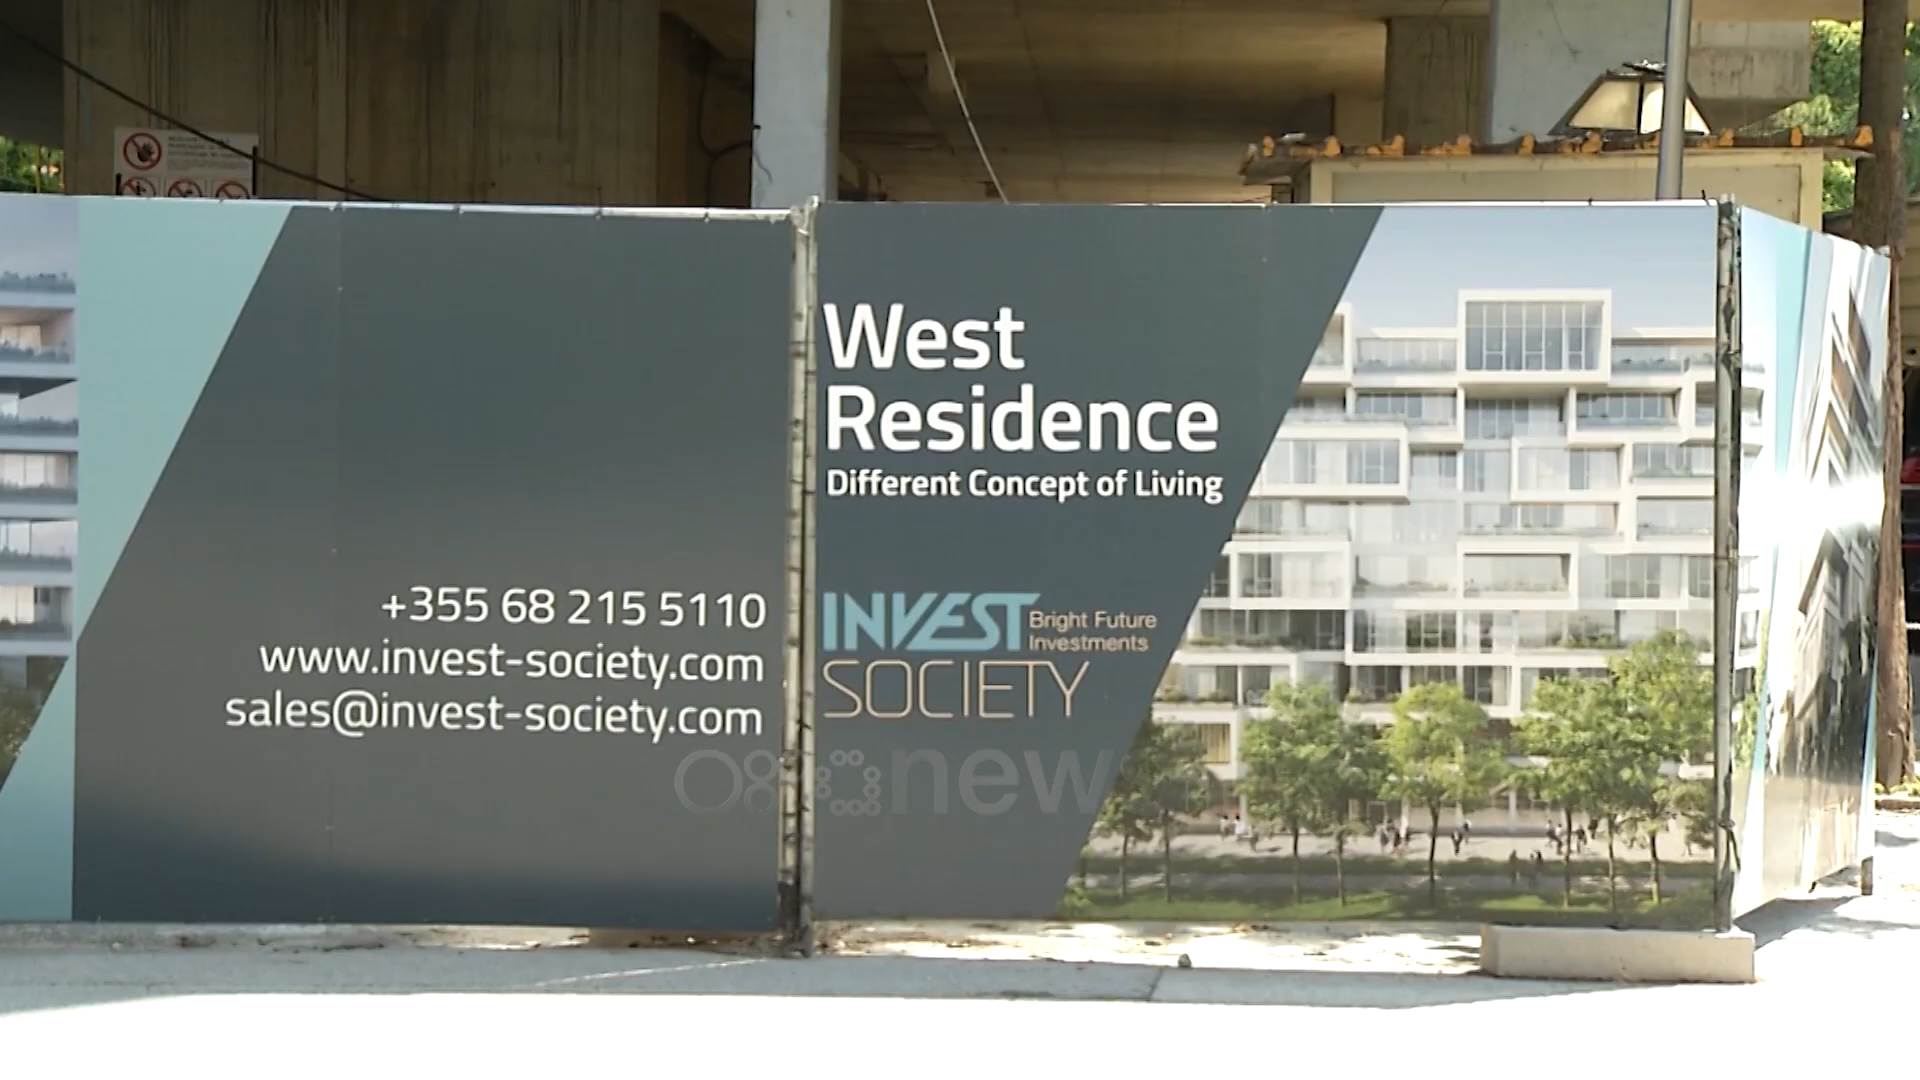 +355 68 215 5110
www.invest-society.com
sales@invest-society.com
West
Residence
Different Concept of Living
INVEST
Bright Future
Investments
SOCIETY
news